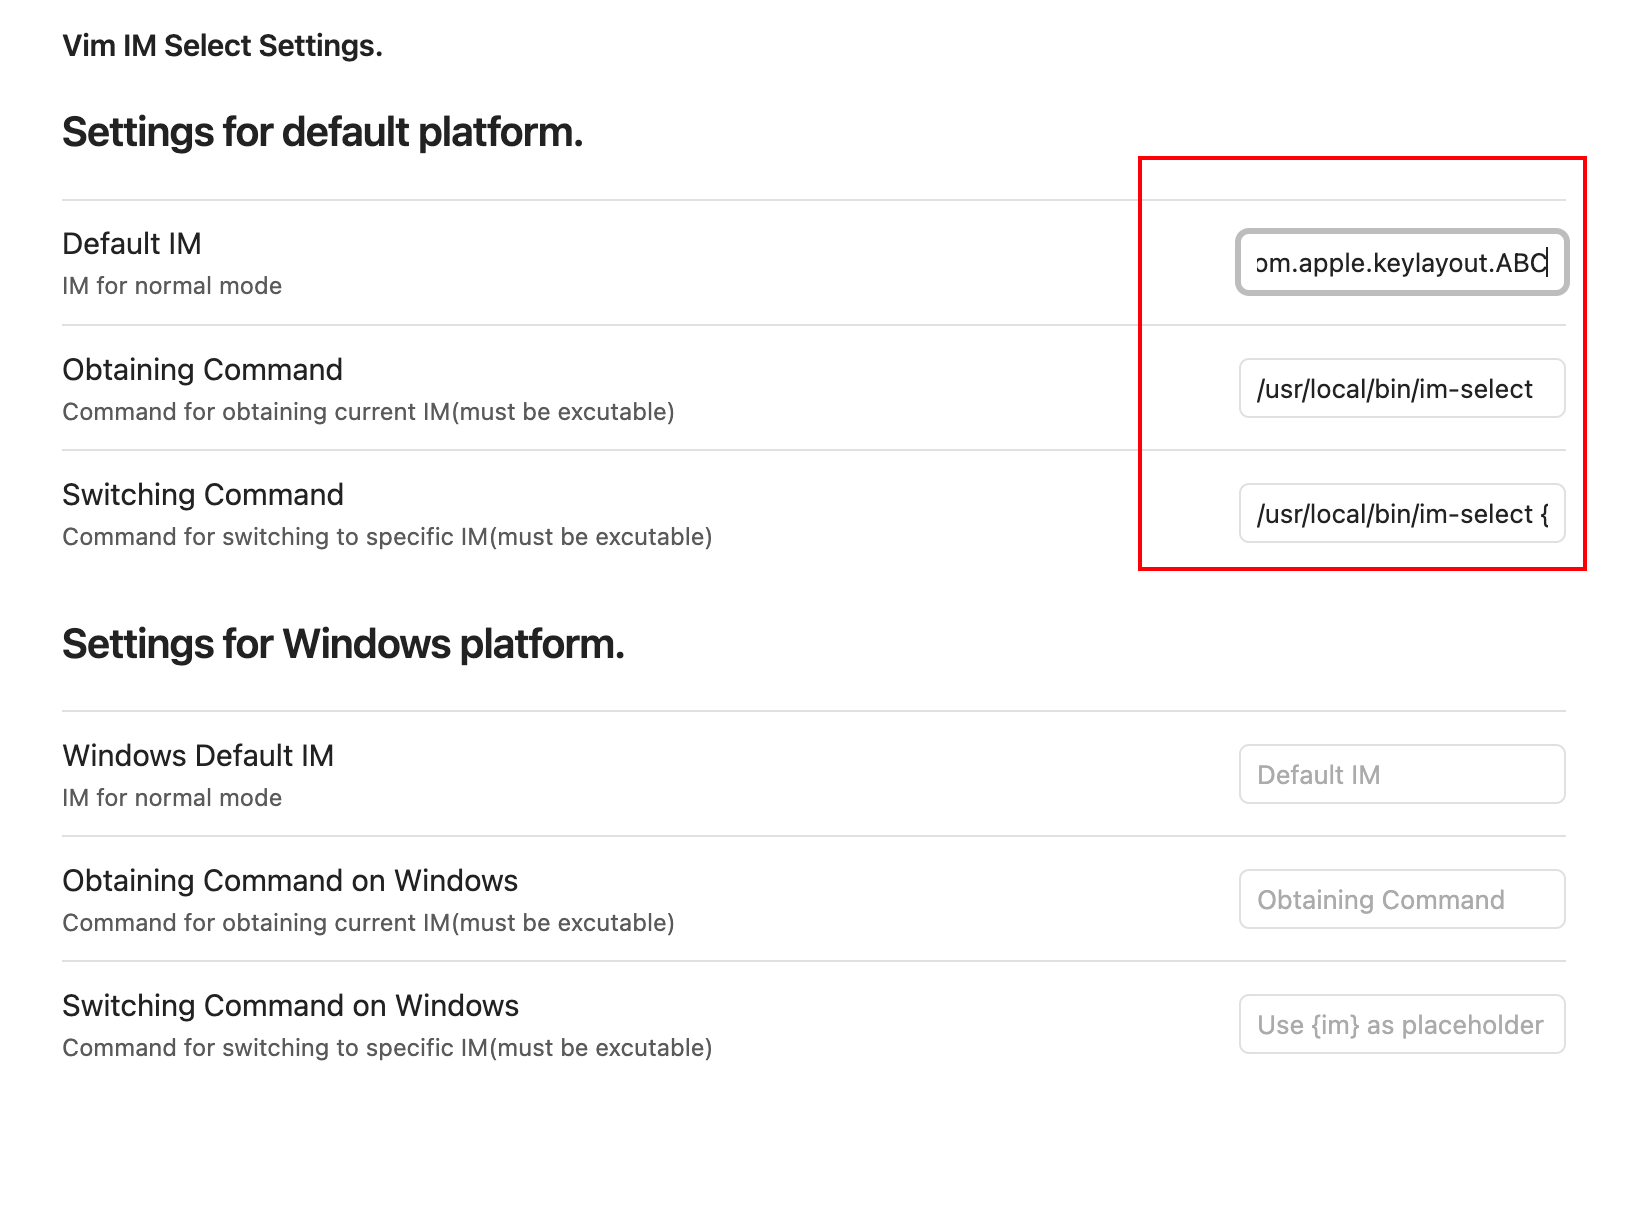 Vim IM Select Settings.
Settings for default platform.
Default IM
IM for normal mode
om.apple.keylayout.ABC
Obtaining Command
Command for obtaining current IM(must be excutable)
/usr/local/bin/im-select
Switching Command
Command for switching to specific IM(must be excutable)
/usr/local/bin/im-select {
Settings for Windows platform.
Windows Default IM
IM for normal mode
Default IM
Obtaining Command on Windows
Command for obtaining current IM(must be excutable)
Obtaining Command
Switching Command on Windows
Command for switching to specific IM(must be excutable)
Use {im} as placeholder